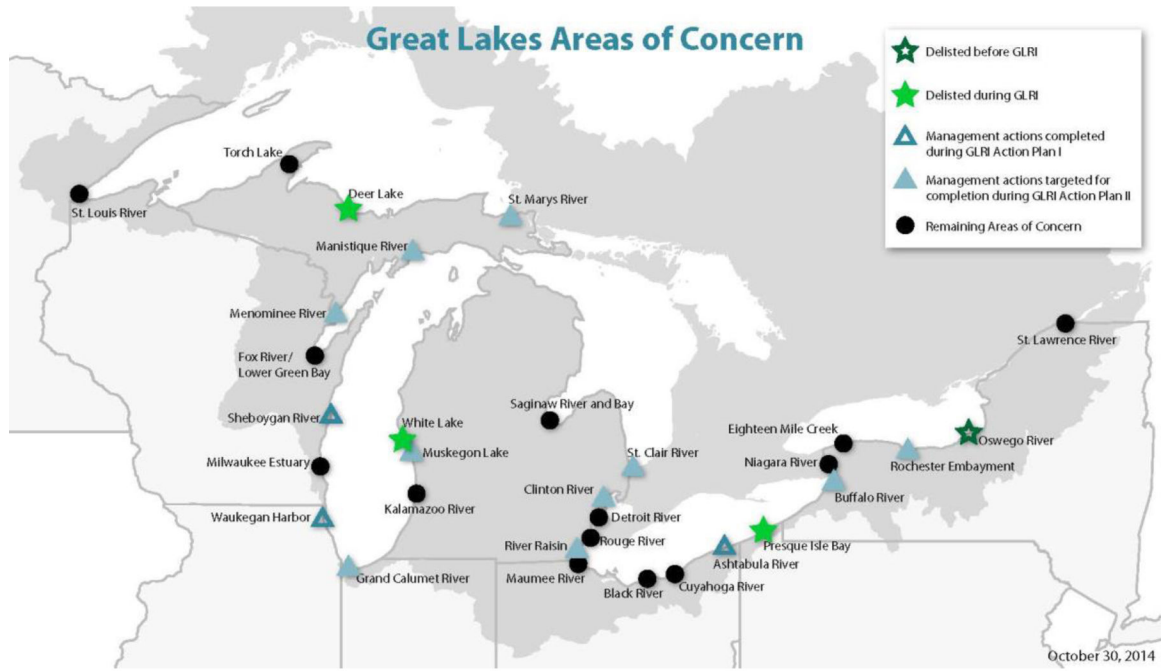 Great Lakes Areas of Concern
Delisted before GLRI
Delisted during GLRI
Management actions completed
during GLRI Action Plan I
Management actions targeted for
completion during GLRI Action Plan II
Remaining Areas of Concern
Torch Lake
St. Louis River
Deer Lake
St. Marys River
Manistique River
Menominee River
Fox River/
Lower Green Bay
St. Lawrence River
Sheboygan River
White Lake
Saginaw River and Bay
Eighteen Mile Creek
Oswego River
Muskegon Lake
St. Clair River
Milwaukee Estuary
Niagara River
Rochester Embayment
Clinton River
Buffalo River
Kalamazoo River
Waukegan Harbor
Detroit River
Rouge River
River Raisin
Presque Isle Bay
Ashtabula River
Grand Calumet River
Maumee River
Black River
Cuyahoga River
October 30, 2014